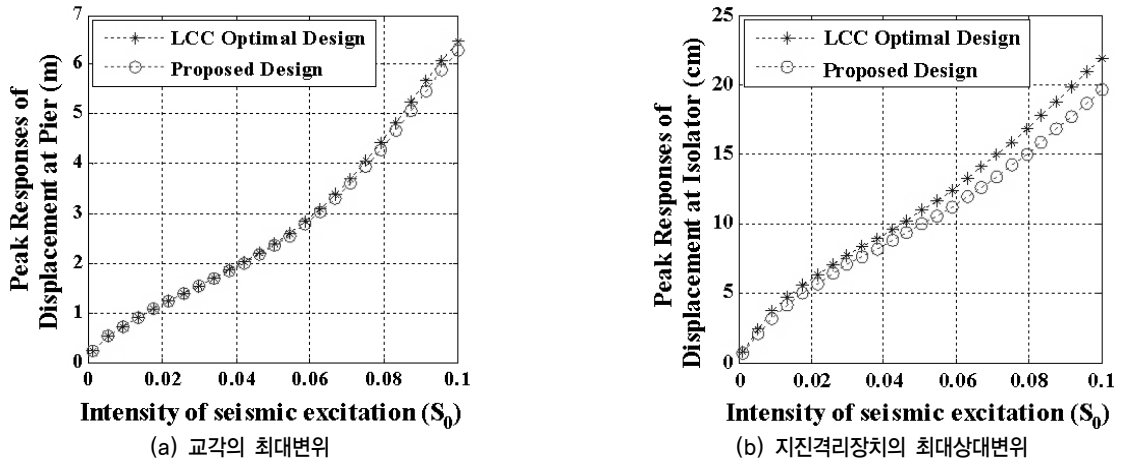 7
6
5
4
3
2
1
0
Peak Responses of
Displacement at Pier (m)
LCC Optimal Design
Proposed Design
0 0.02 0.04 0.06 0.08 0.1
Intensity of seismic excitation (S₀)
(a) 교각의 최대변위
25
20
15
10
5
0
Peak Responses of
Displacement at Isolator (cm)
LCC Optimal Design
Proposed Design
0 0.02 0.04 0.06 0.08 0.1
Intensity of seismic excitation (S₀)
(b) 지진격리장치의 최대상대변위